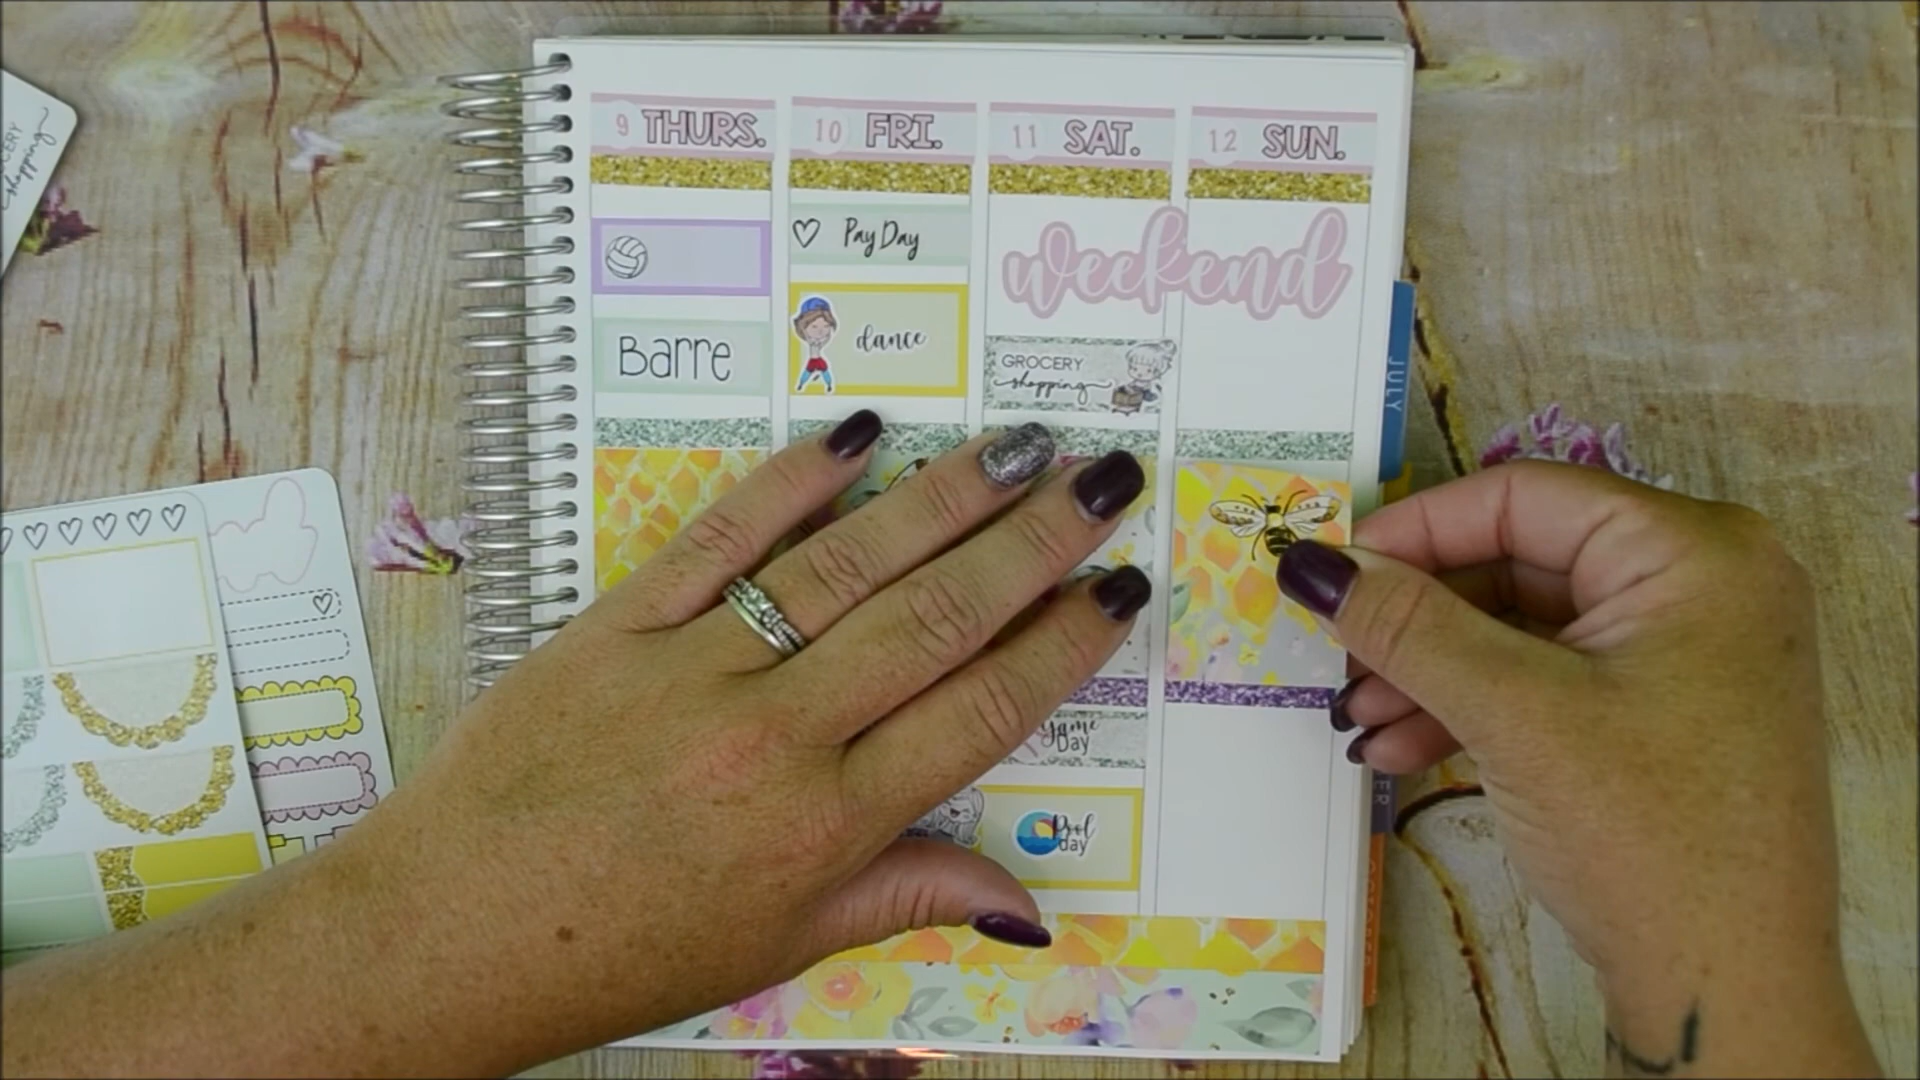 9 THURS.
10 FRI.
11 SAT.
12 SUN.
Pay Day
weekend
Barre
dance
GROCERY
shopping
Game
Day
Pool
day
JULY
shopping